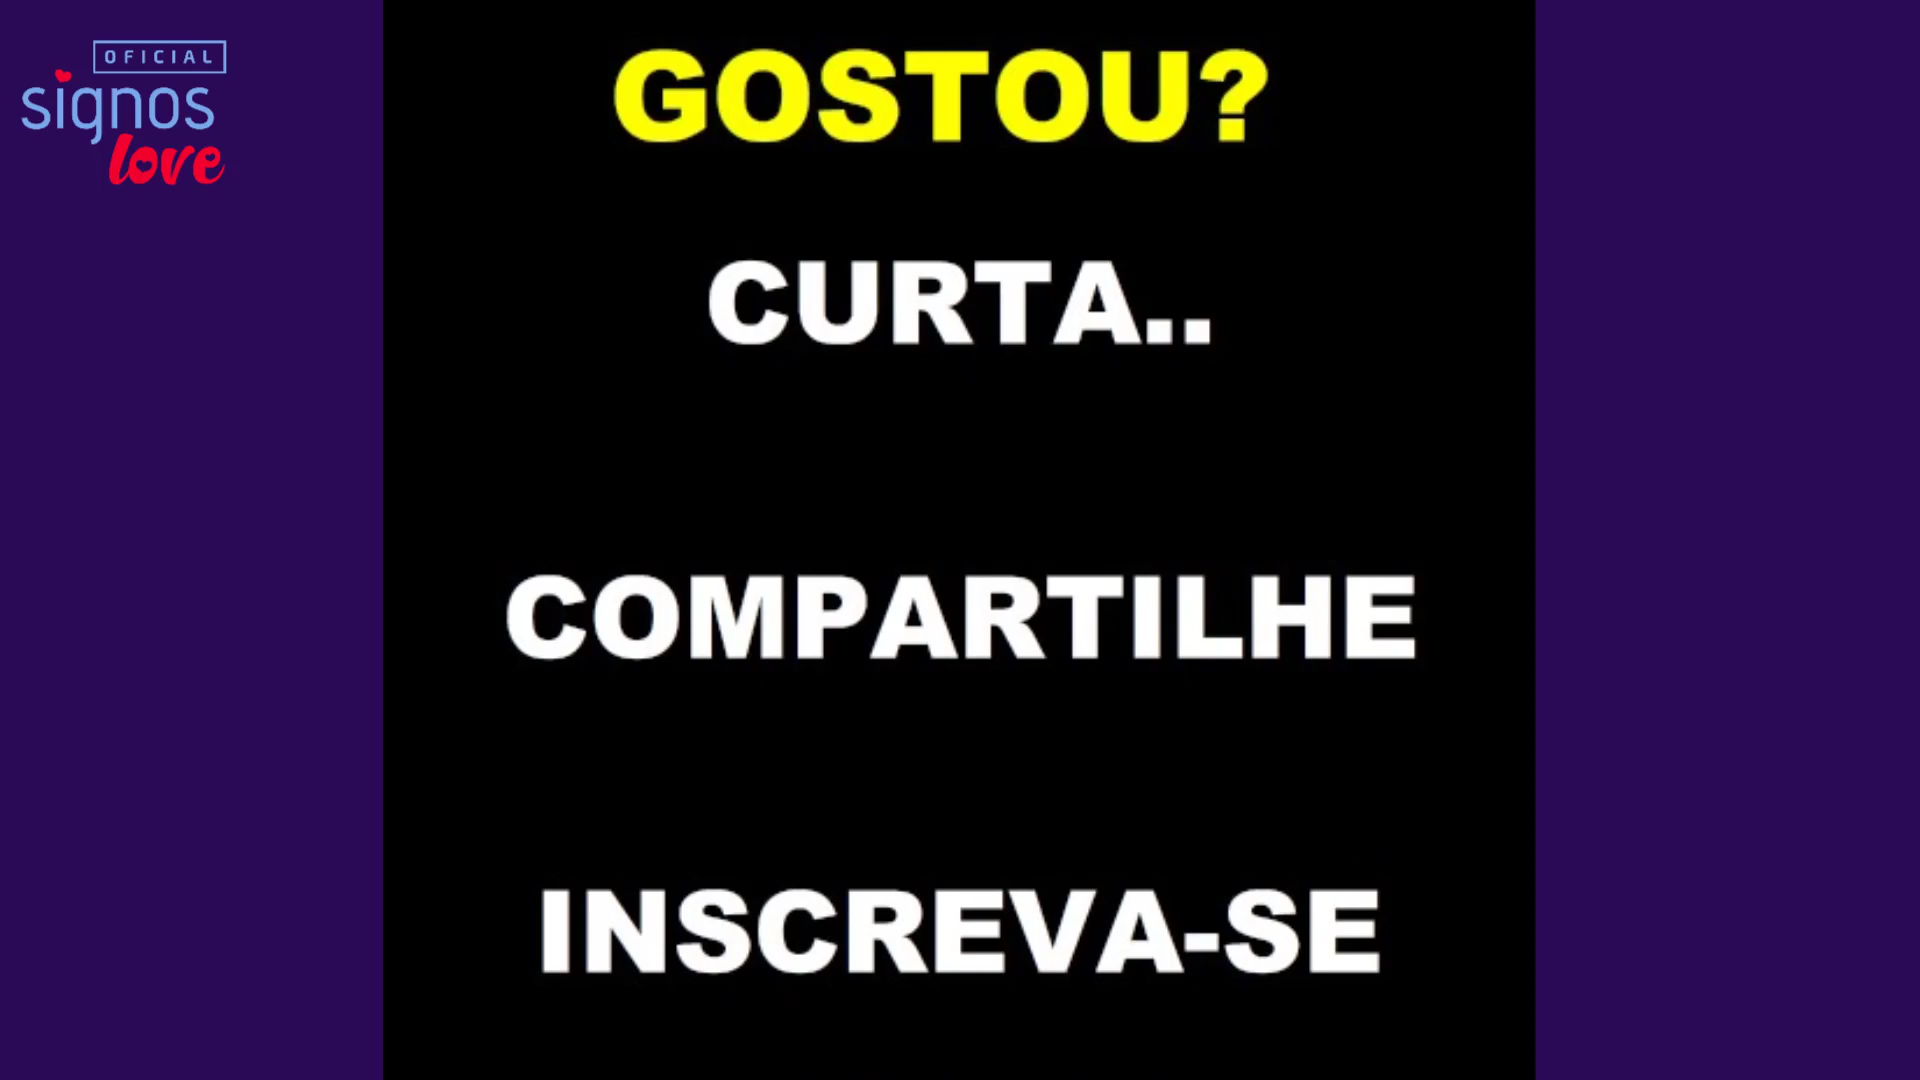 OFICIAL
signos
love
GOSTOU?
CURTA..
COMPARTILHE
INSCREVA-SE